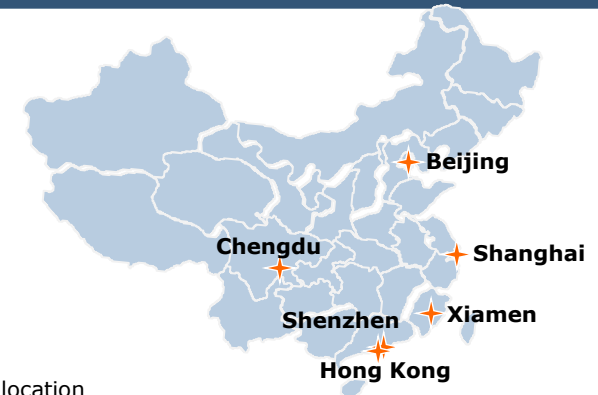 Beijing
Chengdu
Shanghai
Shenzhen
Xiamen
Hong Kong
location